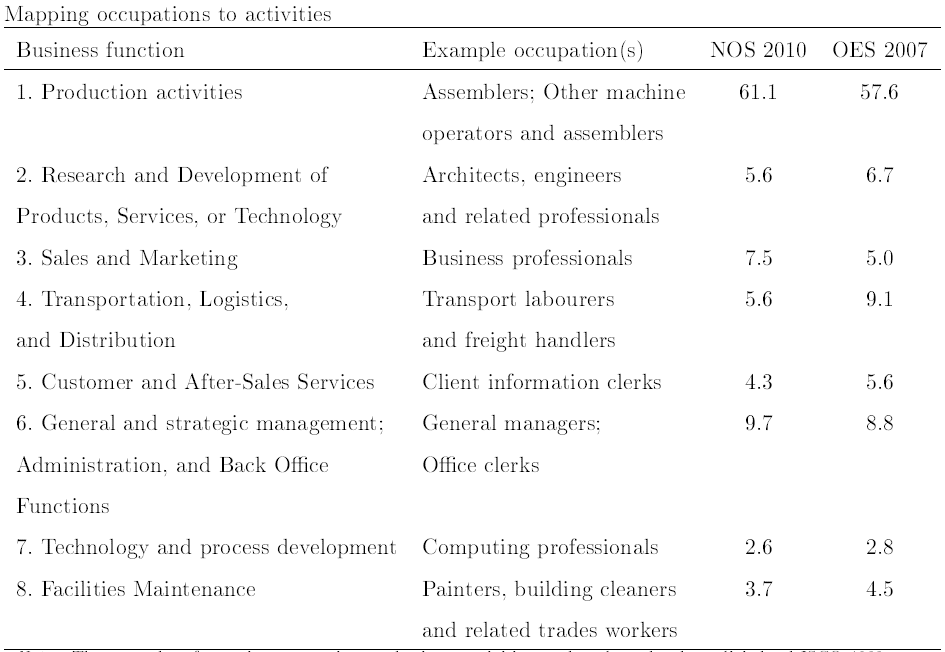 Mapping occupations to activities
Business function Example occupation(s) NOS 2010 OES 2007
1. Production activities Assemblers; Other machine 61.1 57.6
operators and assemblers
2. Research and Development of Architects, engineers 5.6 6.7
Products, Services, or Technology and related professionals
3. Sales and Marketing Business professionals 7.5 5.0
4. Transportation, Logistics, Transport labourers 5.6 9.1
and Distribution and freight handlers
5. Customer and After-Sales Services Client information clerks 4.3 5.6
6. General and strategic management; General managers; 9.7 8.8
Administration, and Back Office Office clerks
Functions
7. Technology and process development Computing professionals 2.6 2.8
8. Facilities Maintenance Painters, building cleaners 3.7 4.5
and related trades workers